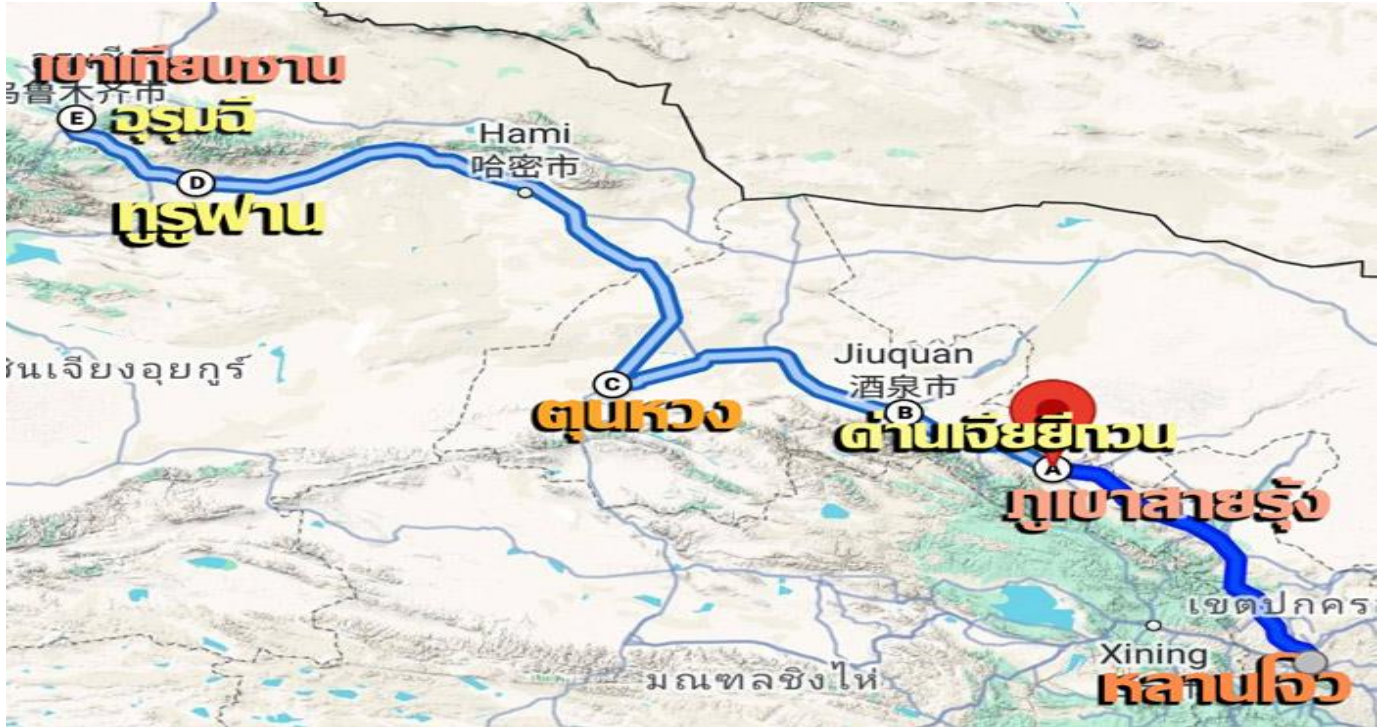 เขาเทียนซาน
乌鲁木齐市
E
อุรุมฉี
Hami
哈密市
D
ทูรูฟาน
ซินเจียงอุยกูร์
Jiuquan
酒泉市
C
ตุนหวง
B
ด่านเจียยี่กวน
A
ภูเขาสายรุ้ง
เขตปกคร
Xining
มณฑลชิงไห่
หลานโจว